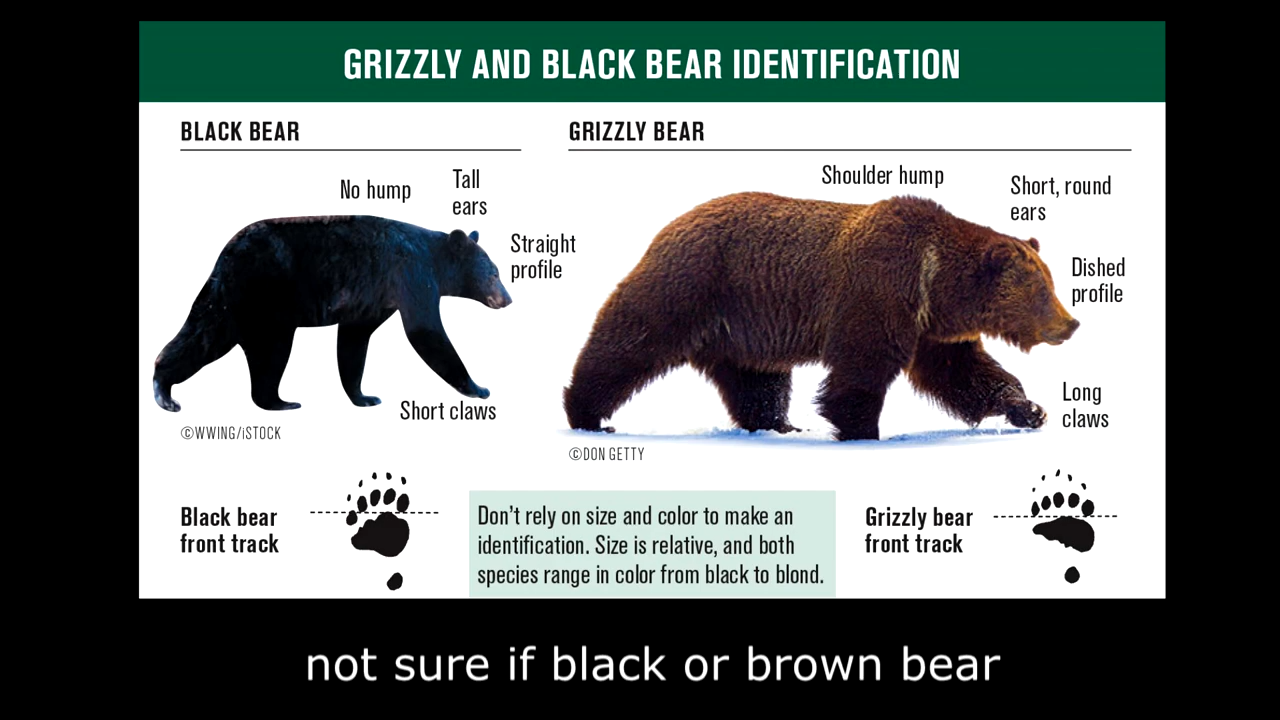 GRIZZLY AND BLACK BEAR IDENTIFICATION
BLACK BEAR
No hump
Tall
ears
Straight
profile
Short claws
©WWING/iSTOCK
GRIZZLY BEAR
Shoulder hump
Short, round
ears
Dished
profile
Long
claws
©DON GETTY
Black bear
front track
Don't rely on size and color to make an
identification. Size is relative, and both
species range in color from black to blond.
Grizzly bear
front track
not sure if black or brown bear